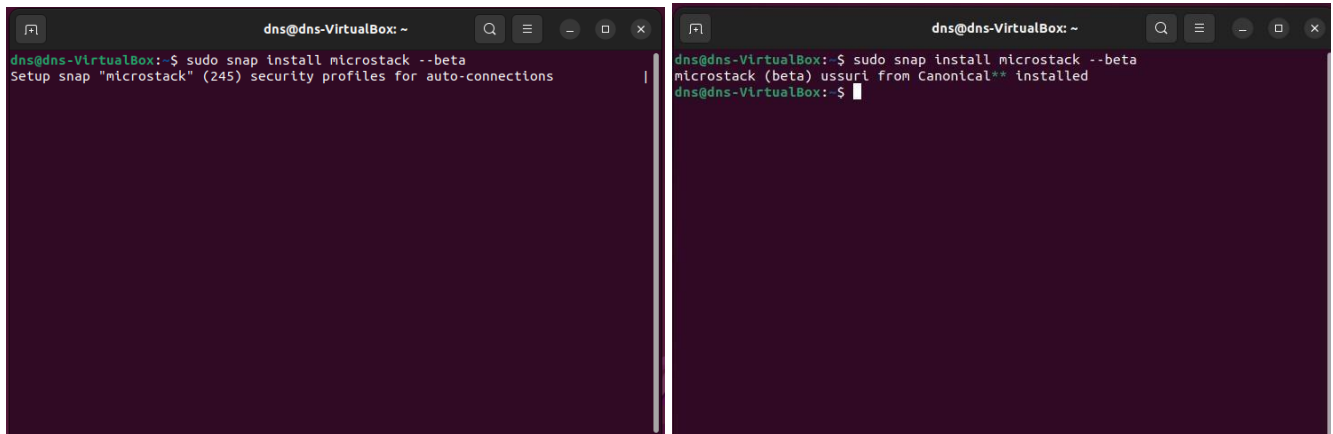 dns@dns-VirtualBox: ~
dns@dns-VirtualBox:~$ sudo snap install microstack --beta
Setup snap "microstack" (245) security profiles for auto-connections |
dns@dns-VirtualBox: ~
dns@dns-VirtualBox:~$ sudo snap install microstack --beta
microstack (beta) ussuri from Canonical** installed
dns@dns-VirtualBox:~$